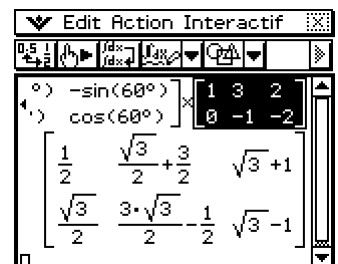 Edit Action Interactif
°) -sin(60°)] × [1 3 2
') cos(60°)] [0 -1 -2]
[1/2 √3/2+3/2 √3+1]
[√3/2 3·√3/2-1/2 √3-1]